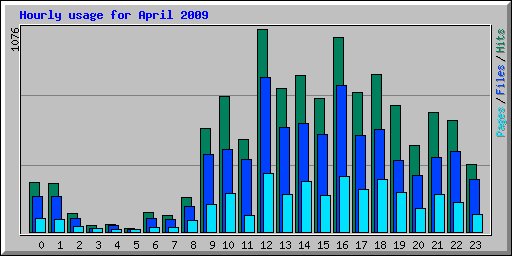 Hourly usage for April 2009
1076
Pages / Files / Hits
0 1 2 3 4 5 6 7 8 9 10 11 12 13 14 15 16 17 18 19 20 21 22 23